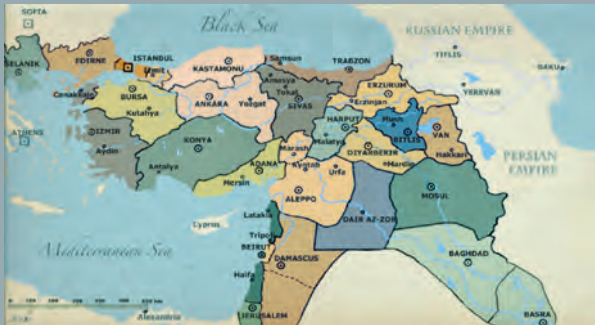 SOFIA
Black Sea
RUSSIAN EMPIRE
TIFLIS
BAKU
YEREVAN
SELANIK
EDIRNE
ISTANBUL
Izmit
KASTAMONU
Samsun
TRABZON
Amasya
Tokat
SIVAS
ERZURUM
Erzinjan
Canakkale
BURSA
Kutahya
ANKARA
Yozgat
HARPUT
Malatya
Mush
BITLIS
VAN
Hakkari
PERSIAN
EMPIRE
ATHENS
IZMIR
Aydin
KONYA
Antalya
Marash
Ayntab
Urfa
DIYARBEKIR
Mardin
ADANA
Mersin
ALEPPO
DAIR AZ-ZOR
MOSUL
Cyprus
Latakia
Tripoli
BEIRUT
DAMASCUS
BAGHDAD
Mediterranean Sea
Haifa
JERUSALEM
BASRA
Alexandria